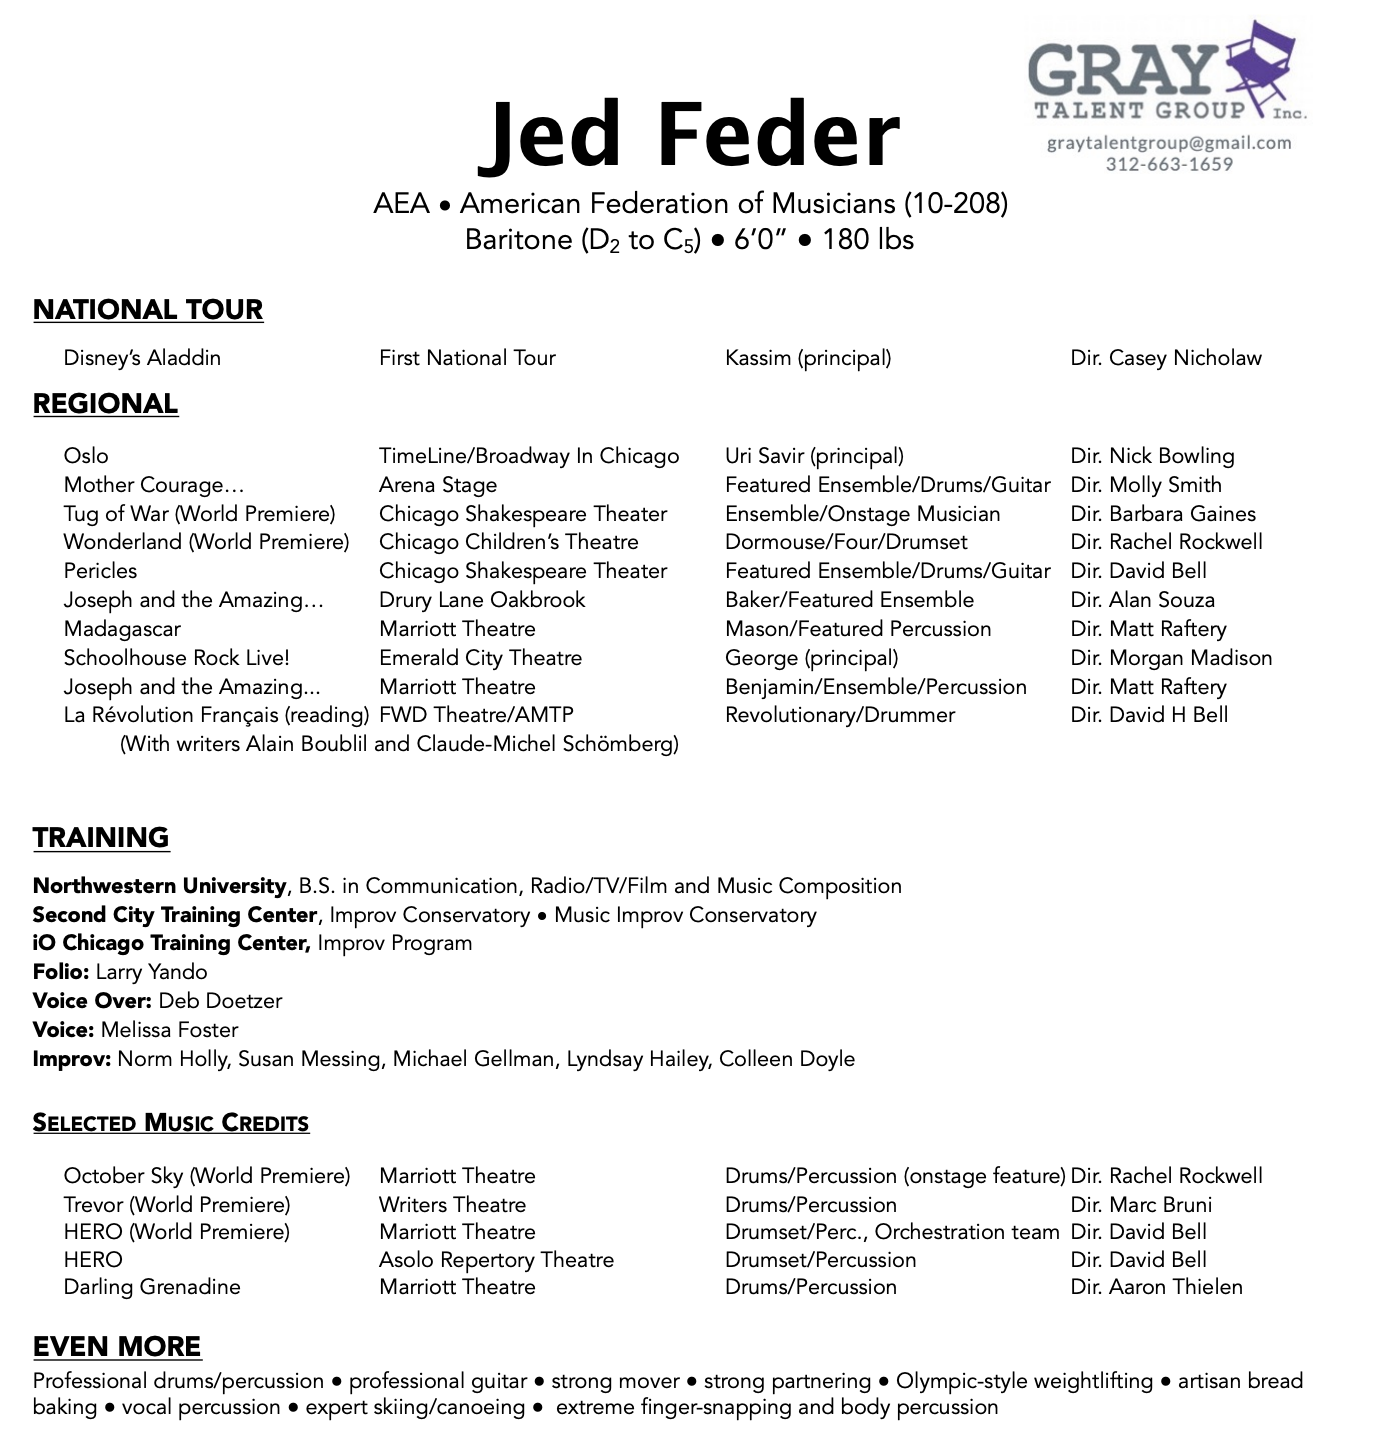 GRAY
TALENT GROUP Inc.
graytalentgroup@gmail.com
312-663-1659
Jed Feder
AEA • American Federation of Musicians (10-208)
Baritone (D2 to C5) • 6’0” • 180 lbs
NATIONAL TOUR
Disney’s Aladdin First National Tour Kassim (principal) Dir. Casey Nicholaw
REGIONAL
Oslo TimeLine/Broadway In Chicago Uri Savir (principal) Dir. Nick Bowling
Mother Courage… Arena Stage Featured Ensemble/Drums/Guitar Dir. Molly Smith
Tug of War (World Premiere) Chicago Shakespeare Theater Ensemble/Onstage Musician Dir. Barbara Gaines
Wonderland (World Premiere) Chicago Children’s Theatre Dormouse/Four/Drumset Dir. Rachel Rockwell
Pericles Chicago Shakespeare Theater Featured Ensemble/Drums/Guitar Dir. David Bell
Joseph and the Amazing… Drury Lane Oakbrook Baker/Featured Ensemble Dir. Alan Souza
Madagascar Marriott Theatre Mason/Featured Percussion Dir. Matt Raftery
Schoolhouse Rock Live! Emerald City Theatre George (principal) Dir. Morgan Madison
Joseph and the Amazing... Marriott Theatre Benjamin/Ensemble/Percussion Dir. Matt Raftery
La Révolution Français (reading) FWD Theatre/AMTP Revolutionary/Drummer Dir. David H Bell
(With writers Alain Boublil and Claude-Michel Schömberg)
TRAINING
Northwestern University, B.S. in Communication, Radio/TV/Film and Music Composition
Second City Training Center, Improv Conservatory • Music Improv Conservatory
iO Chicago Training Center, Improv Program
Folio: Larry Yando
Voice Over: Deb Doetzer
Voice: Melissa Foster
Improv: Norm Holly, Susan Messing, Michael Gellman, Lyndsay Hailey, Colleen Doyle
SELECTED MUSIC CREDITS
October Sky (World Premiere) Marriott Theatre Drums/Percussion (onstage feature) Dir. Rachel Rockwell
Trevor (World Premiere) Writers Theatre Drums/Percussion Dir. Marc Bruni
HERO (World Premiere) Marriott Theatre Drumset/Perc., Orchestration team Dir. David Bell
HERO Asolo Repertory Theatre Drumset/Percussion Dir. David Bell
Darling Grenadine Marriott Theatre Drums/Percussion Dir. Aaron Thielen
EVEN MORE
Professional drums/percussion • professional guitar • strong mover • strong partnering • Olympic-style weightlifting • artisan bread
baking • vocal percussion • expert skiing/canoeing • extreme finger-snapping and body percussion